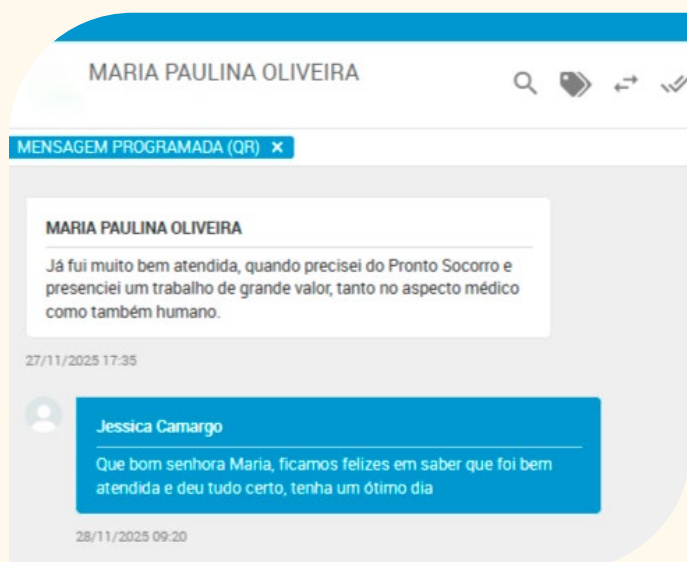 MARIA PAULINA OLIVEIRA
MENSAGEM PROGRAMADA (QR) ×
MARIA PAULINA OLIVEIRA
Já fui muito bem atendida, quando precisei do Pronto Socorro e
presenciei um trabalho de grande valor, tanto no aspecto médico
como também humano.
27/11/2025 17:35
Jessica Camargo
Que bom senhora Maria, ficamos felizes em saber que foi bem
atendida e deu tudo certo, tenha um ótimo dia
28/11/2025 09:20